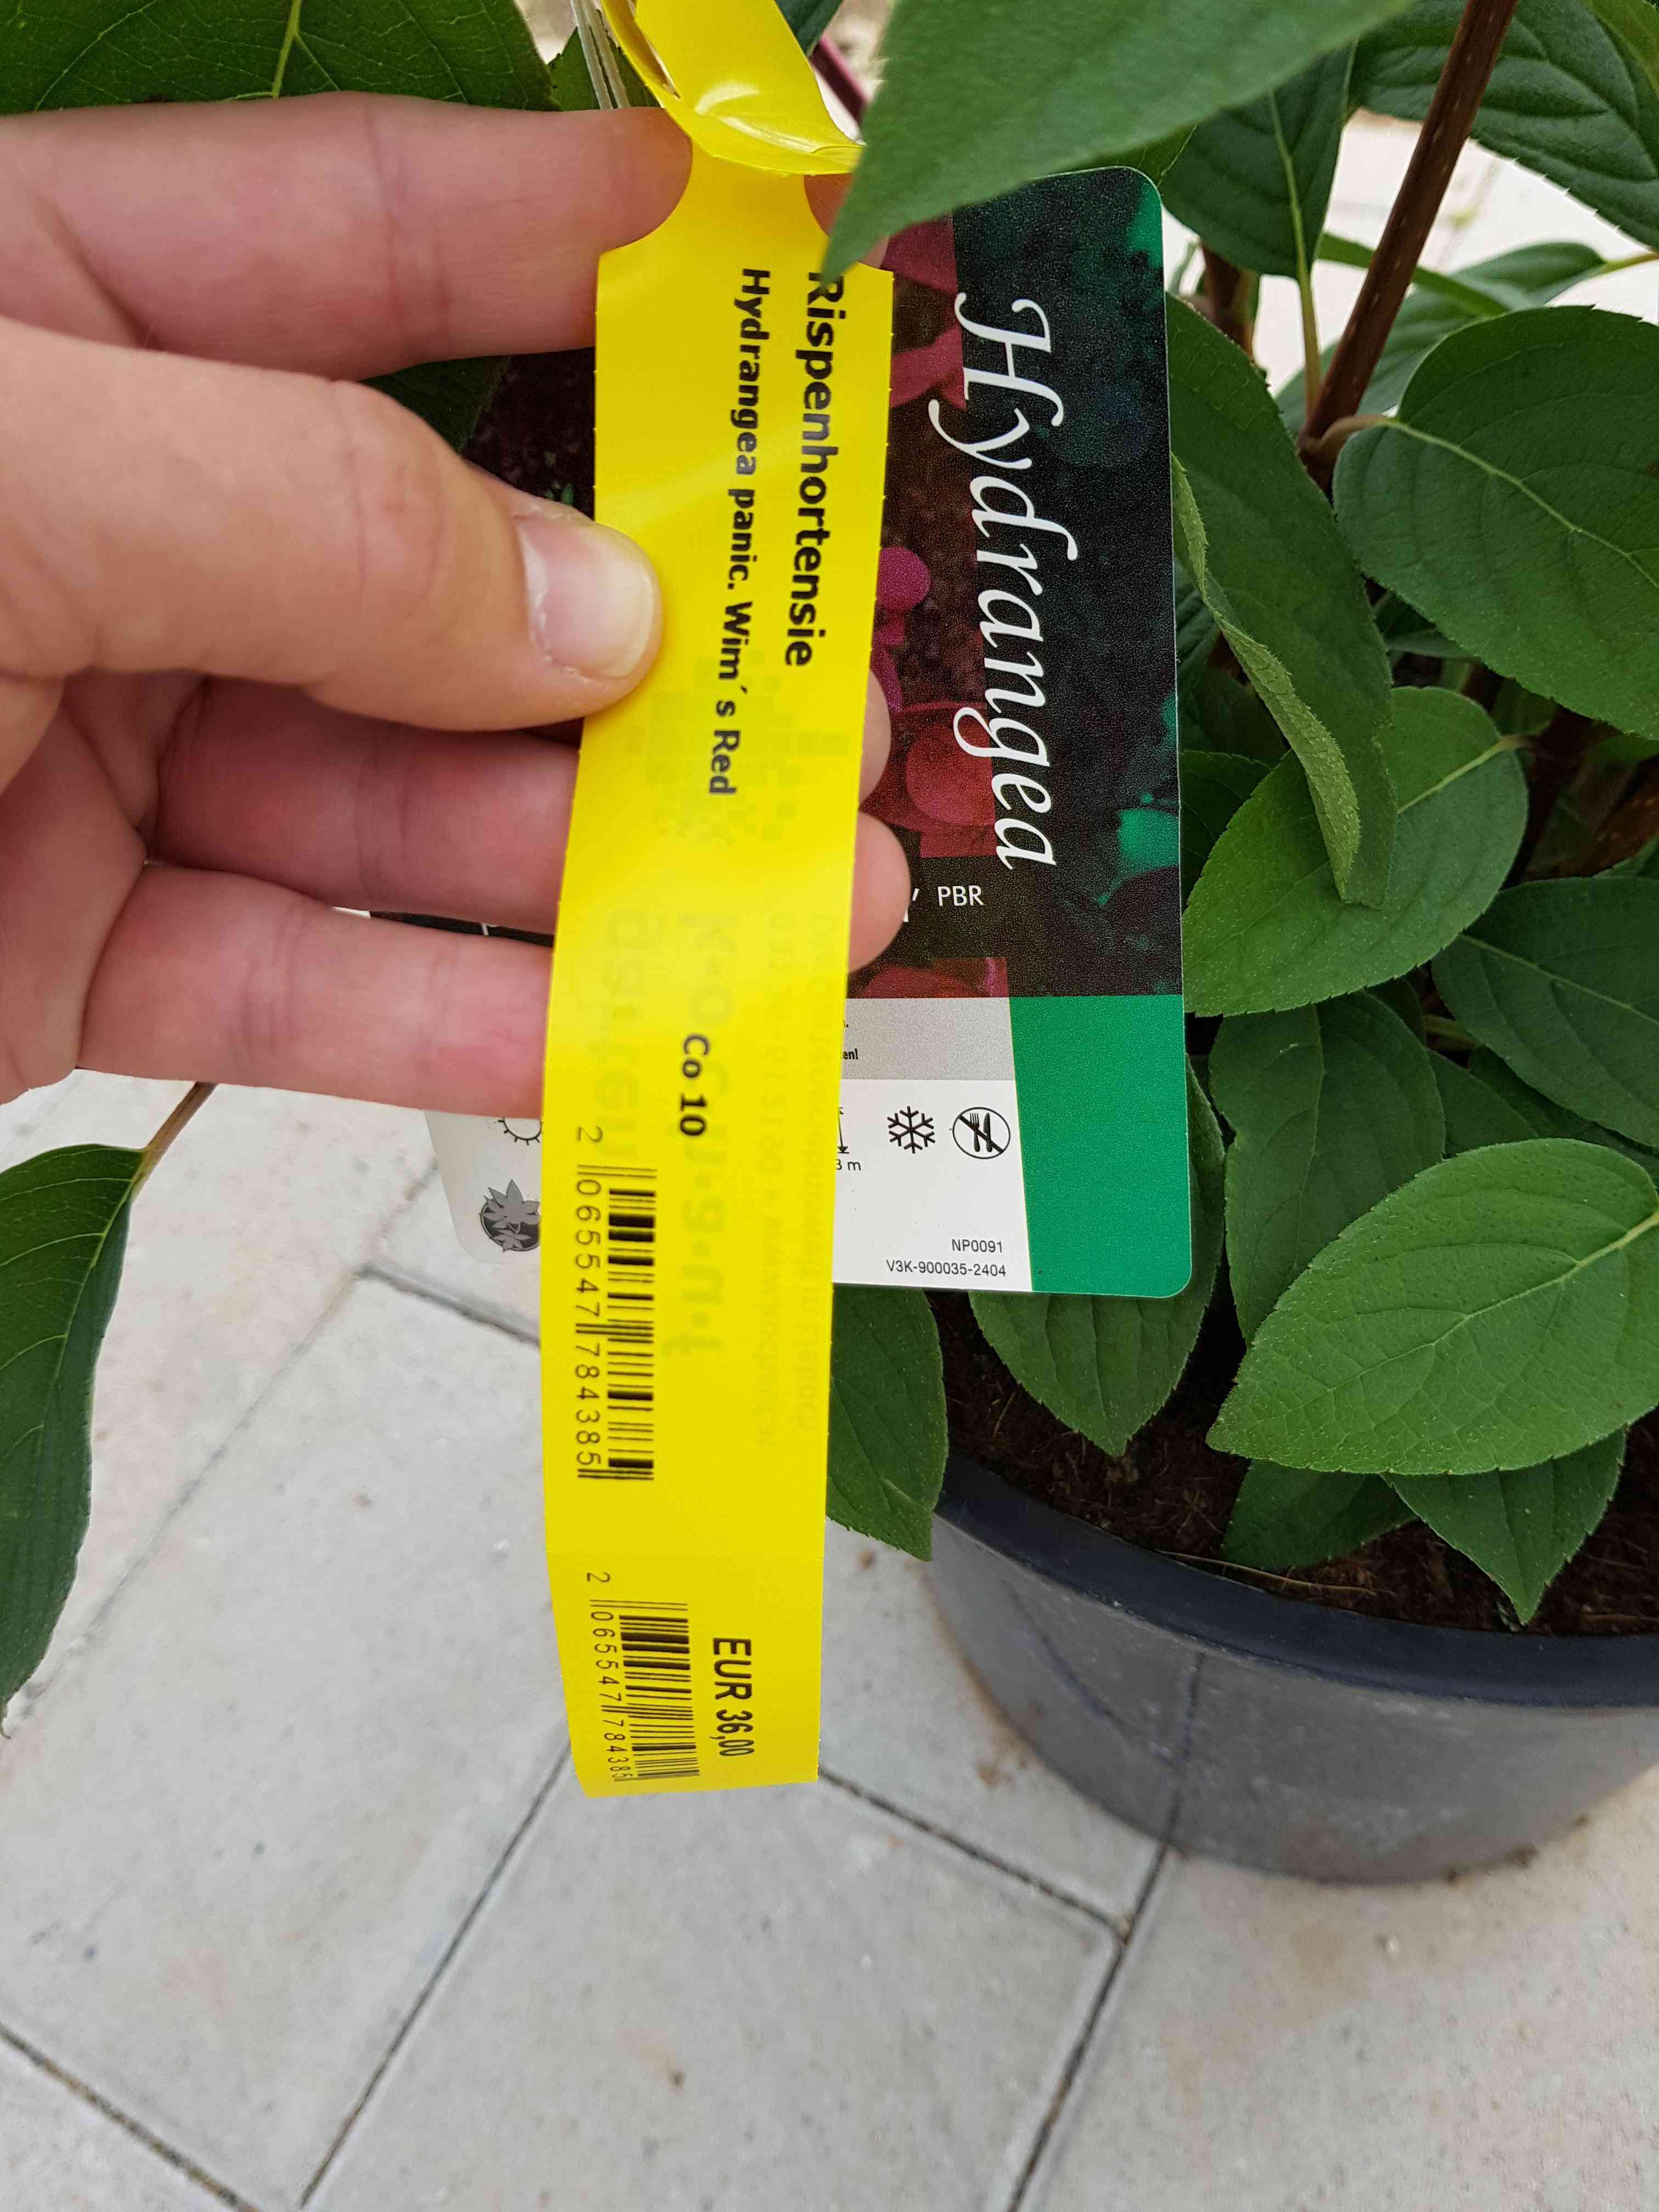 Rispenhortensie
Hydrangea panic. Wim´s Red
Co 10
2 065547 784385
EUR 36,00
2 065547 784385
Hydrangea
PBR
3 m
NP0091
V3K-900035-2404